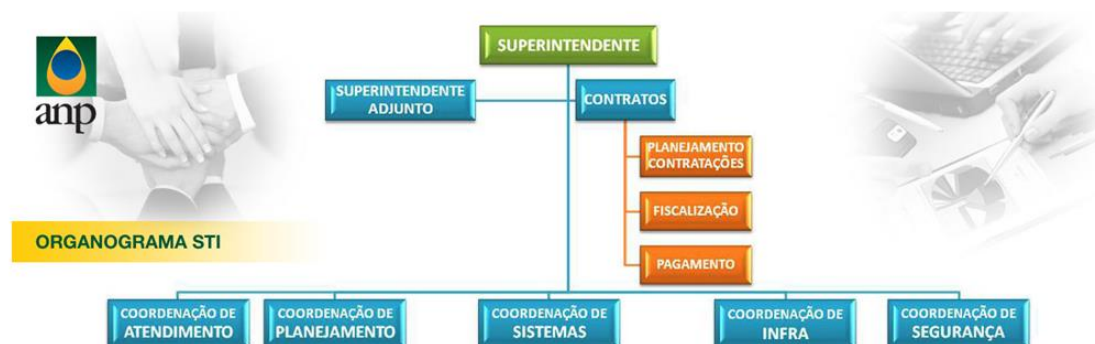 anp
ORGANOGRAMA STI
SUPERINTENDENTE
SUPERINTENDENTE
ADJUNTO
CONTRATOS
PLANEJAMENTO
CONTRATAÇÕES
FISCALIZAÇÃO
PAGAMENTO
COORDENAÇÃO DE
ATENDIMENTO
COORDENAÇÃO DE
PLANEJAMENTO
COORDENAÇÃO DE
SISTEMAS
COORDENAÇÃO DE
INFRA
COORDENAÇÃO DE
SEGURANÇA